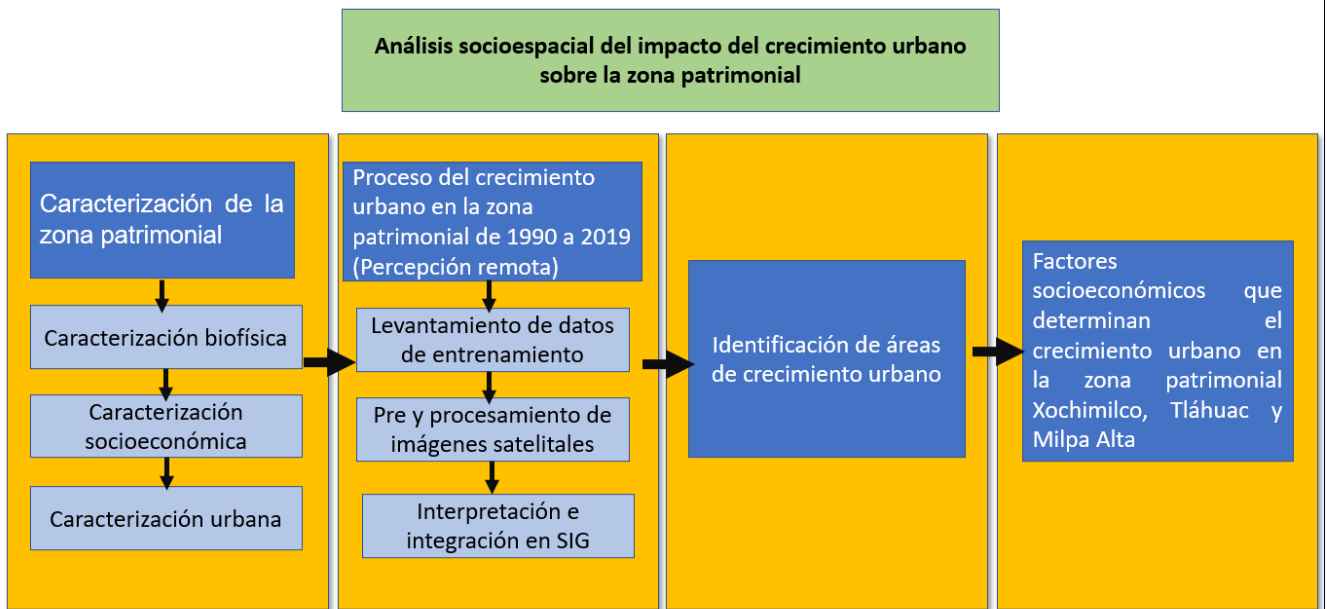 Análisis socioespacial del impacto del crecimiento urbano
sobre la zona patrimonial
Caracterización de la
zona patrimonial
Caracterización biofísica
Caracterización
socioeconómica
Caracterización urbana
Proceso del crecimiento
urbano en la zona
patrimonial de 1990 a 2019
(Percepción remota)
Levantamiento de datos
de entrenamiento
Pre y procesamiento de
imágenes satelitales
Interpretación e
integración en SIG
Identificación de áreas
de crecimiento urbano
Factores
socioeconómicos que
determinan el
crecimiento urbano en
la zona patrimonial
Xochimilco, Tláhuac y
Milpa Alta